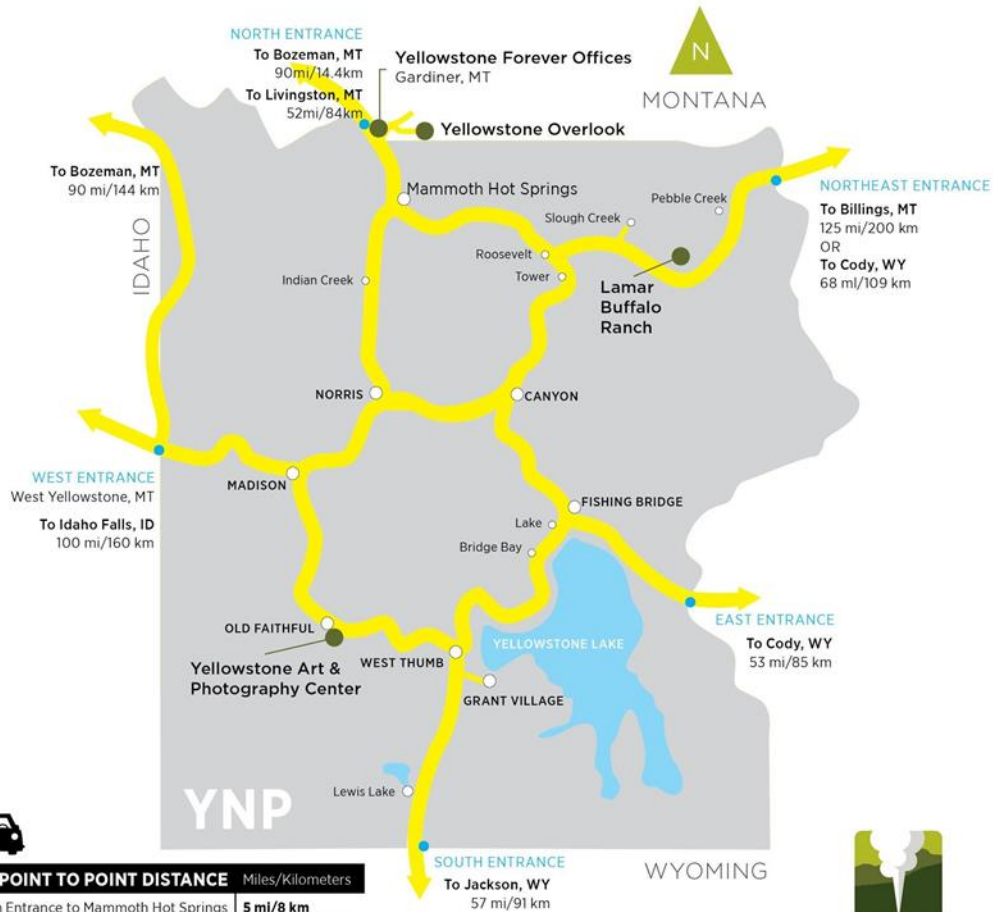 NORTH ENTRANCE
To Bozeman, MT
90mi/14.4km
To Livingston, MT
52mi/84km
Yellowstone Forever Offices
Gardiner, MT
N
MONTANA
Yellowstone Overlook
To Bozeman, MT
90 mi/144 km
IDAHO
Mammoth Hot Springs
Slough Creek
Pebble Creek
NORTHEAST ENTRANCE
To Billings, MT
125 mi/200 km
OR
To Cody, WY
68 ml/109 km
Roosevelt
Tower
Indian Creek
Lamar
Buffalo
Ranch
NORRIS
CANYON
WEST ENTRANCE
West Yellowstone, MT
To Idaho Falls, ID
100 mi/160 km
MADISON
FISHING BRIDGE
Lake
Bridge Bay
EAST ENTRANCE
To Cody, WY
53 mi/85 km
OLD FAITHFUL
Yellowstone Art &
Photography Center
WEST THUMB
YELLOWSTONE LAKE
GRANT VILLAGE
Lewis Lake
YNP
SOUTH ENTRANCE
To Jackson, WY
57 mi/91 km
WYOMING
POINT TO POINT DISTANCE Miles/Kilometers
Entrance to Mammoth Hot Springs 5 mi/8 km